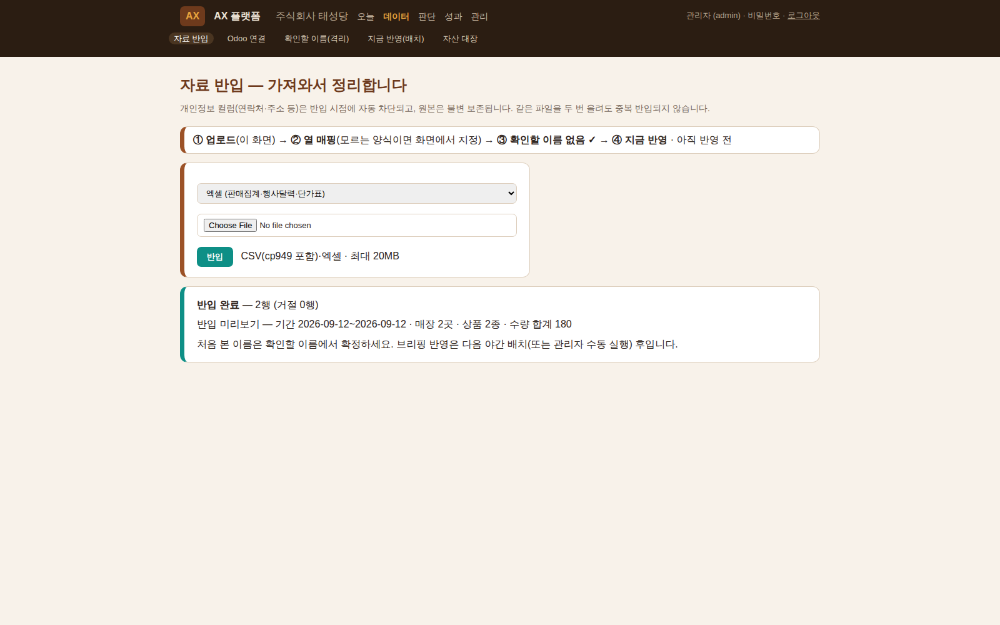 AX AX 플랫폼 주식회사 태성당 오늘 데이터 판단 성과 관리 관리자 (admin) · 비밀번호 · 로그아웃
자료 반입 Odoo 연결 확인할 이름(격리) 지금 반영(배치) 자산 대장
자료 반입 — 가져와서 정리합니다
개인정보 컬럼(연락처·주소 등)은 반입 시점에 자동 차단되고, 원본은 불변 보존됩니다. 같은 파일을 두 번 올려도 중복 반입되지 않습니다.
① 업로드(이 화면) → ② 열 매핑(모르는 양식이면 화면에서 지정) → ③ 확인할 이름 없음 ✓ → ④ 지금 반영 · 아직 반영 전
엑셀 (판매집계·행사달력·단가표)
Choose File No file chosen
반입 CSV(cp949 포함)·엑셀 · 최대 20MB
반입 완료 — 2행 (거절 0행)
반입 미리보기 — 기간 2026-09-12~2026-09-12 · 매장 2곳 · 상품 2종 · 수량 합계 180
처음 본 이름은 확인할 이름에서 확정하세요. 브리핑 반영은 다음 야간 배치(또는 관리자 수동 실행) 후입니다.